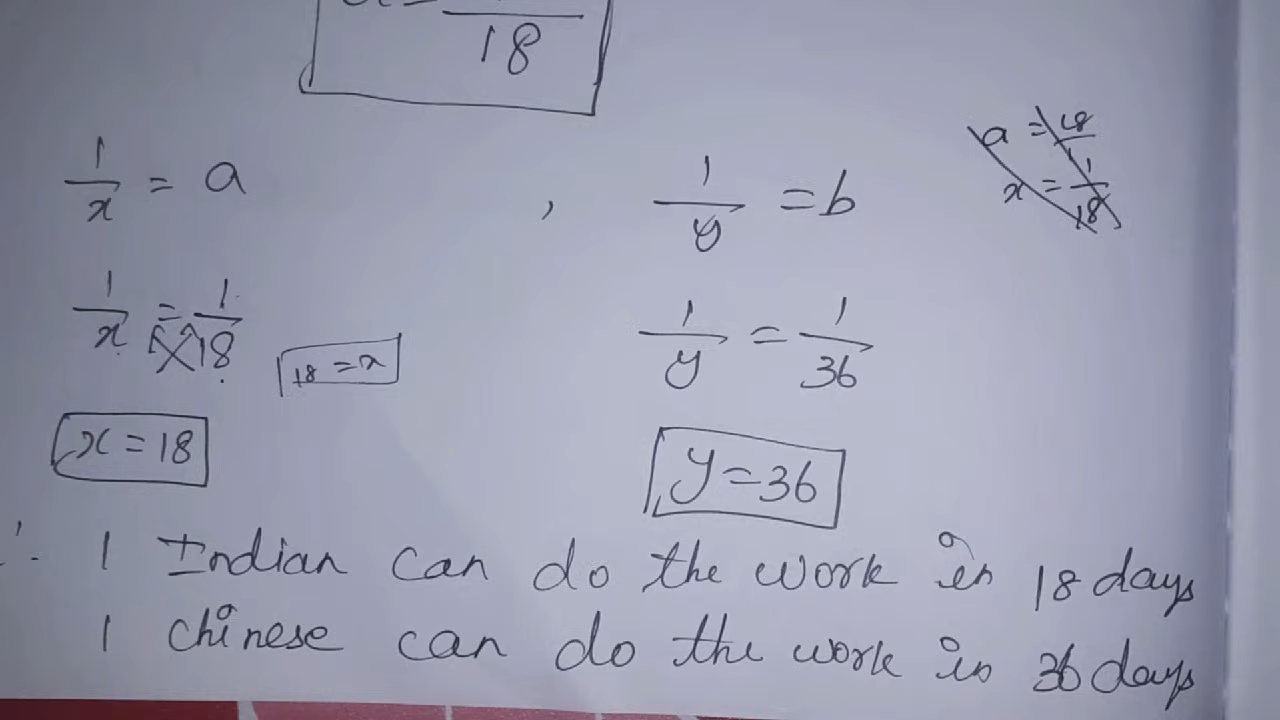 18
1/x = a , 1/y = b
a = 18/1
x = 1/18
1/x = 1/18
18 = x
1/y = 1/36
x = 18
y = 36
∴ 1 Indian can do the work in 18 days
1 chinese can do the work in 36 days